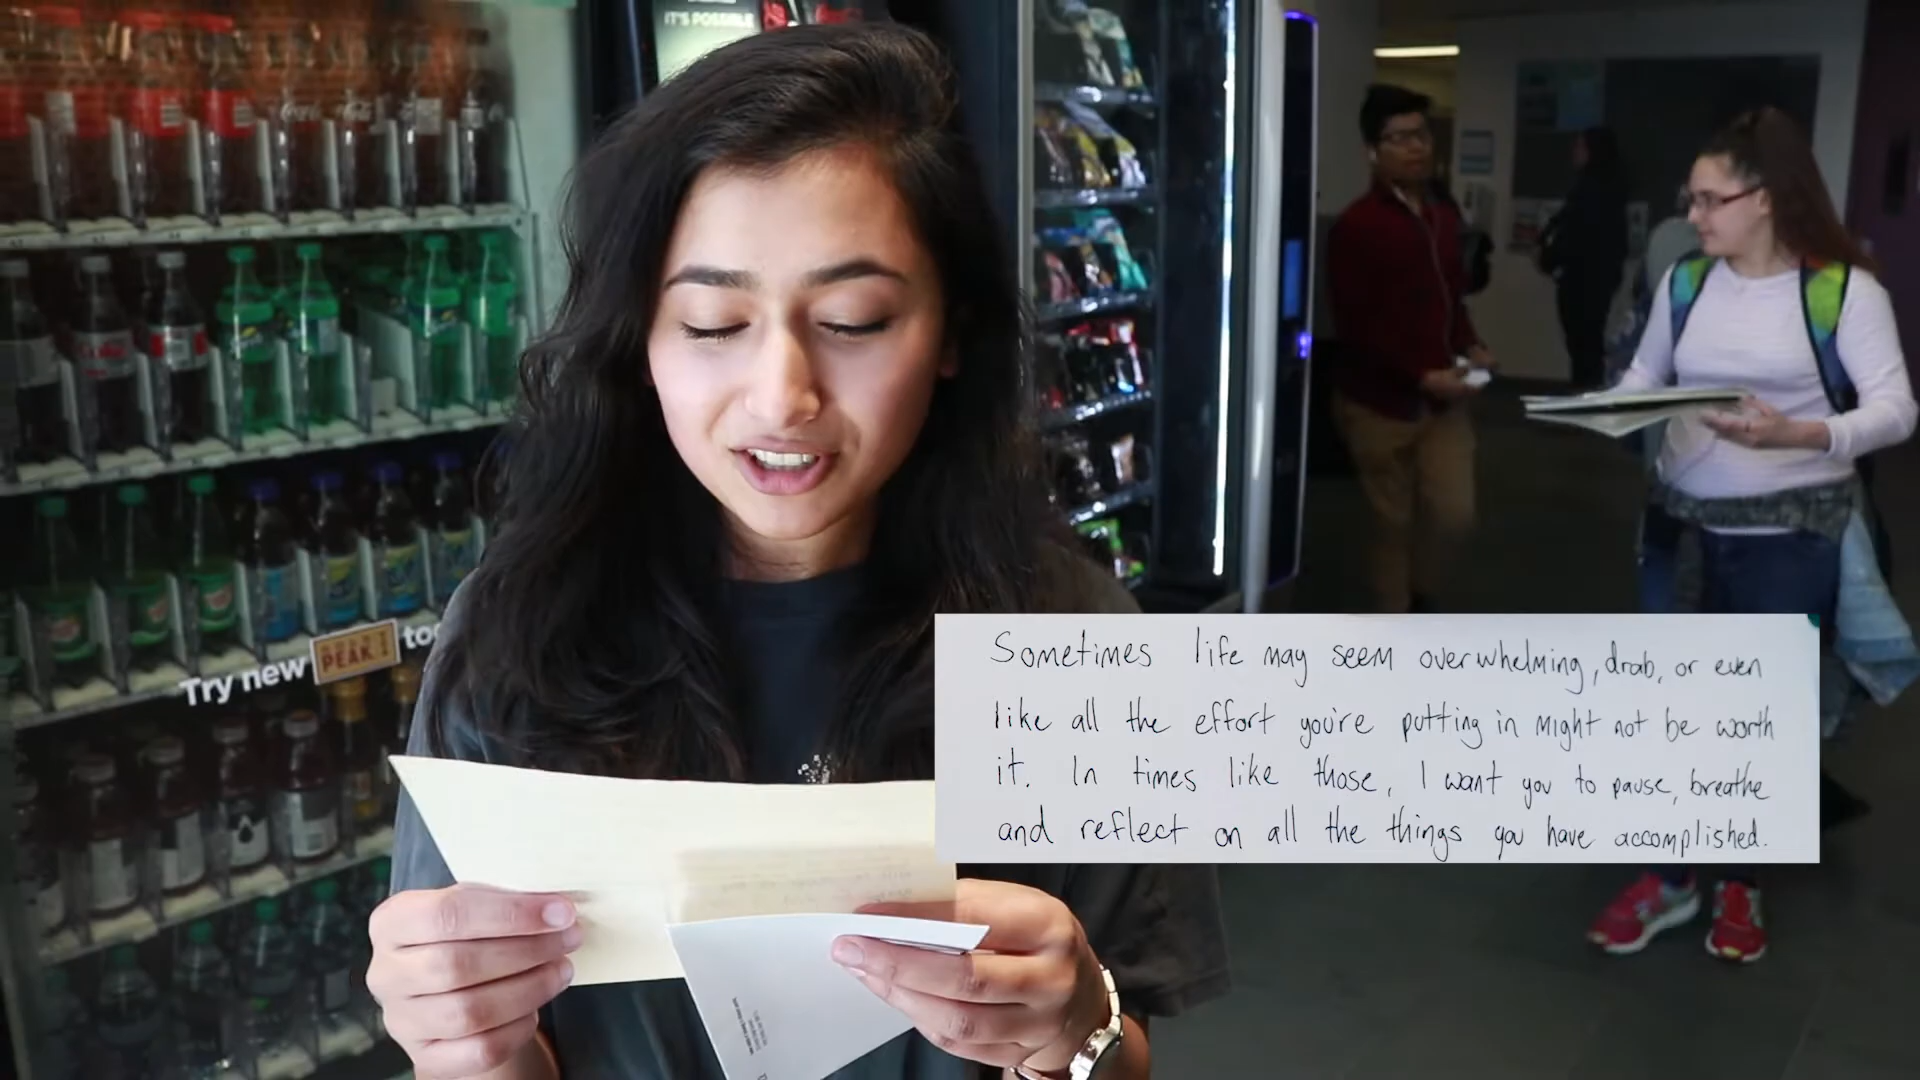 IT'S POSSIBLE
Try new PEAK
Sometimes life may seem overwhelming, drab, or even
like all the effort you're putting in might not be worth
it. In times like those, I want you to pause, breathe
and reflect on all the things you have accomplished.